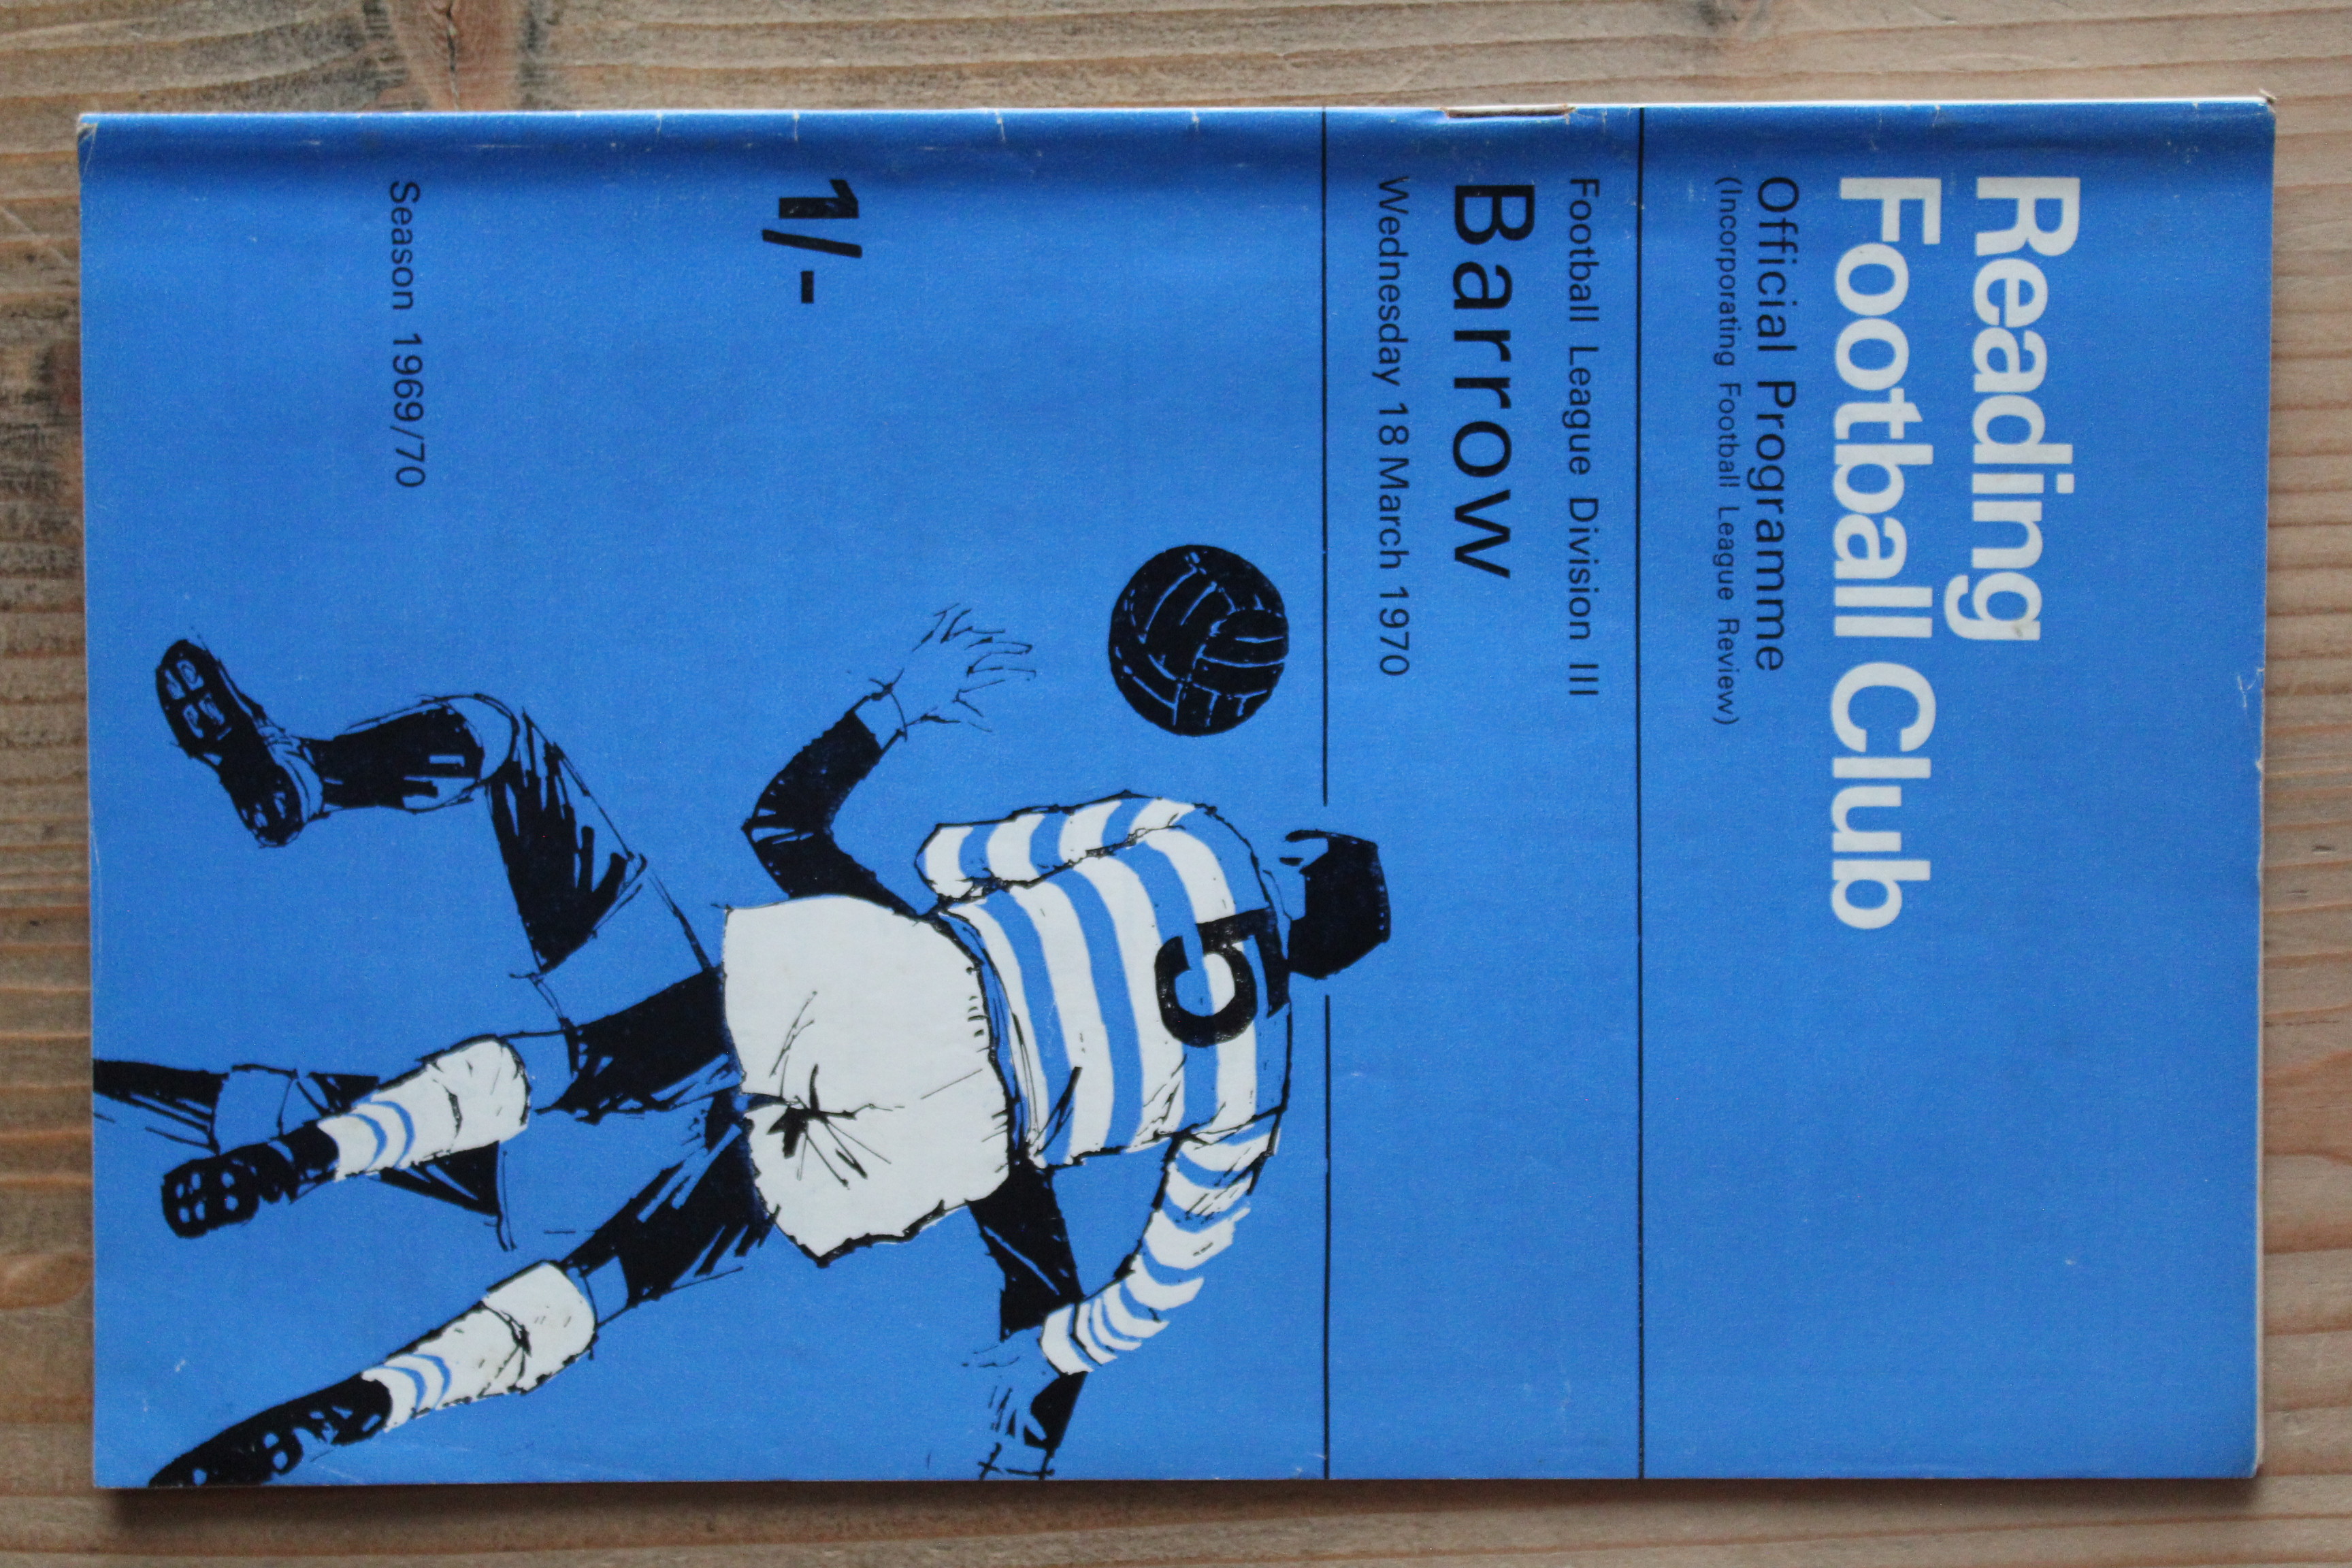 Reading
Football Club
Official Programme
(Incorporating Football League Review)
Football League Division III
Barrow
Wednesday 18 March 1970
5
1/-
Season 1969/70